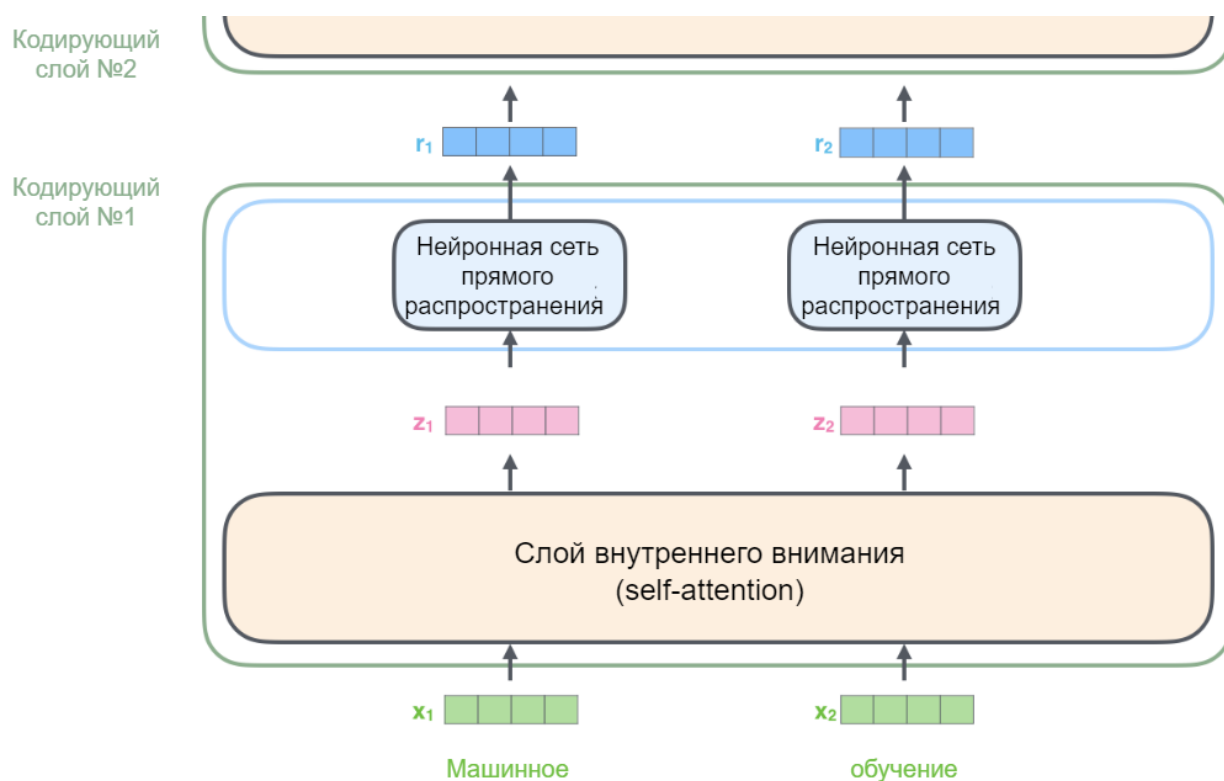 Кодирующий
слой №2
r₁
r₂
Кодирующий
слой №1
Нейронная сеть
прямого
распространения
Нейронная сеть
прямого
распространения
z₁
z₂
Слой внутреннего внимания
(self-attention)
x₁
x₂
Машинное
обучение